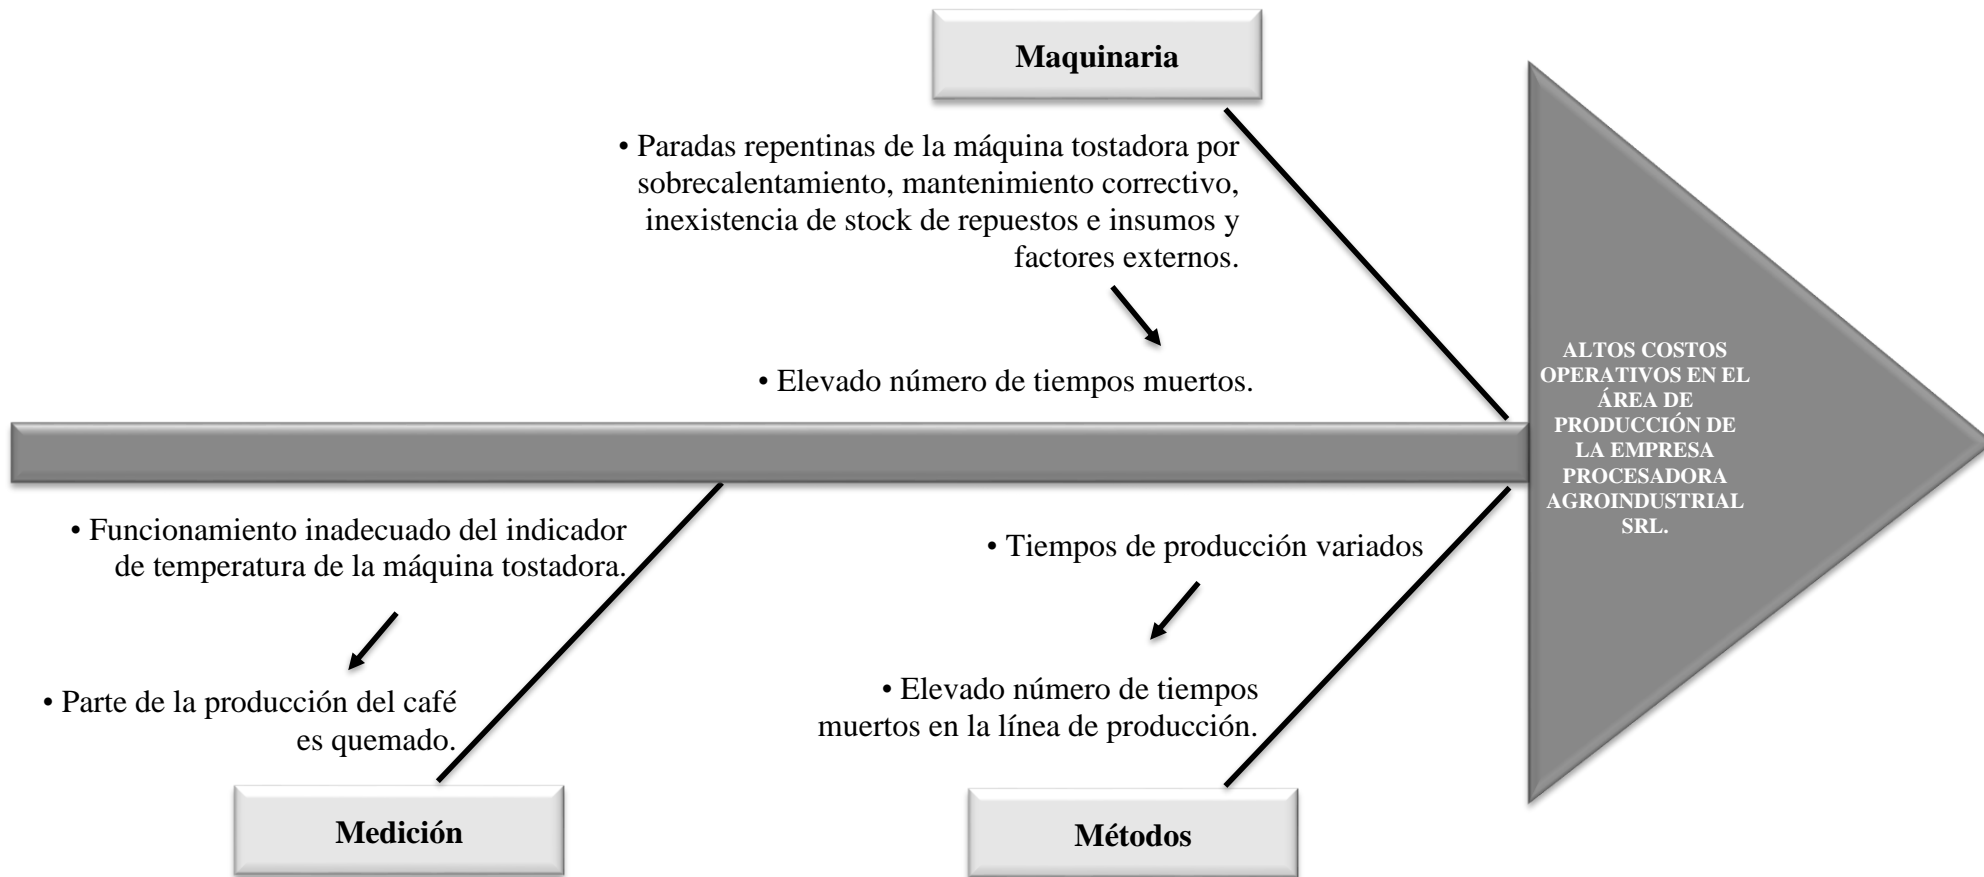 Maquinaria
• Paradas repentinas de la máquina tostadora por
sobrecalentamiento, mantenimiento correctivo,
inexistencia de stock de repuestos e insumos y
factores externos.
• Elevado número de tiempos muertos.
ALTOS COSTOS
OPERATIVOS EN EL
ÁREA DE
PRODUCCIÓN DE
LA EMPRESA
PROCESADORA
AGROINDUSTRIAL
SRL.
• Funcionamiento inadecuado del indicador
de temperatura de la máquina tostadora.
• Parte de la producción del café
es quemado.
Medición
• Tiempos de producción variados
• Elevado número de tiempos
muertos en la línea de producción.
Métodos